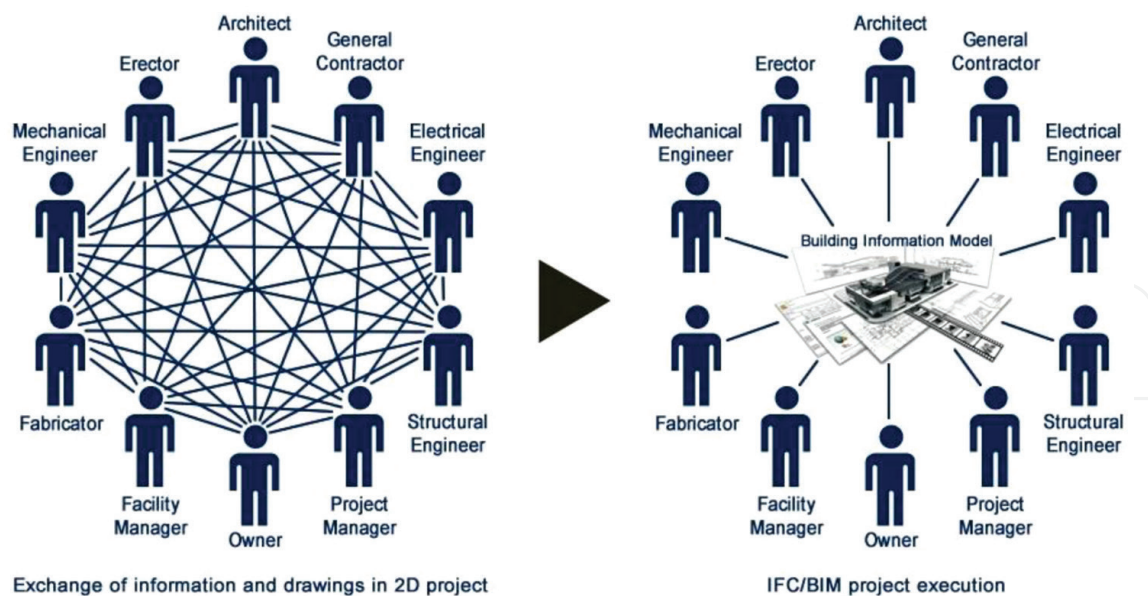 Architect
General
Contractor
Erector
Mechanical
Engineer
Electrical
Engineer
Fabricator
Structural
Engineer
Facility
Manager
Project
Manager
Owner
Exchange of information and drawings in 2D project
Architect
General
Contractor
Erector
Mechanical
Engineer
Electrical
Engineer
Building Information Model
Fabricator
Structural
Engineer
Facility
Manager
Project
Manager
Owner
IFC/BIM project execution